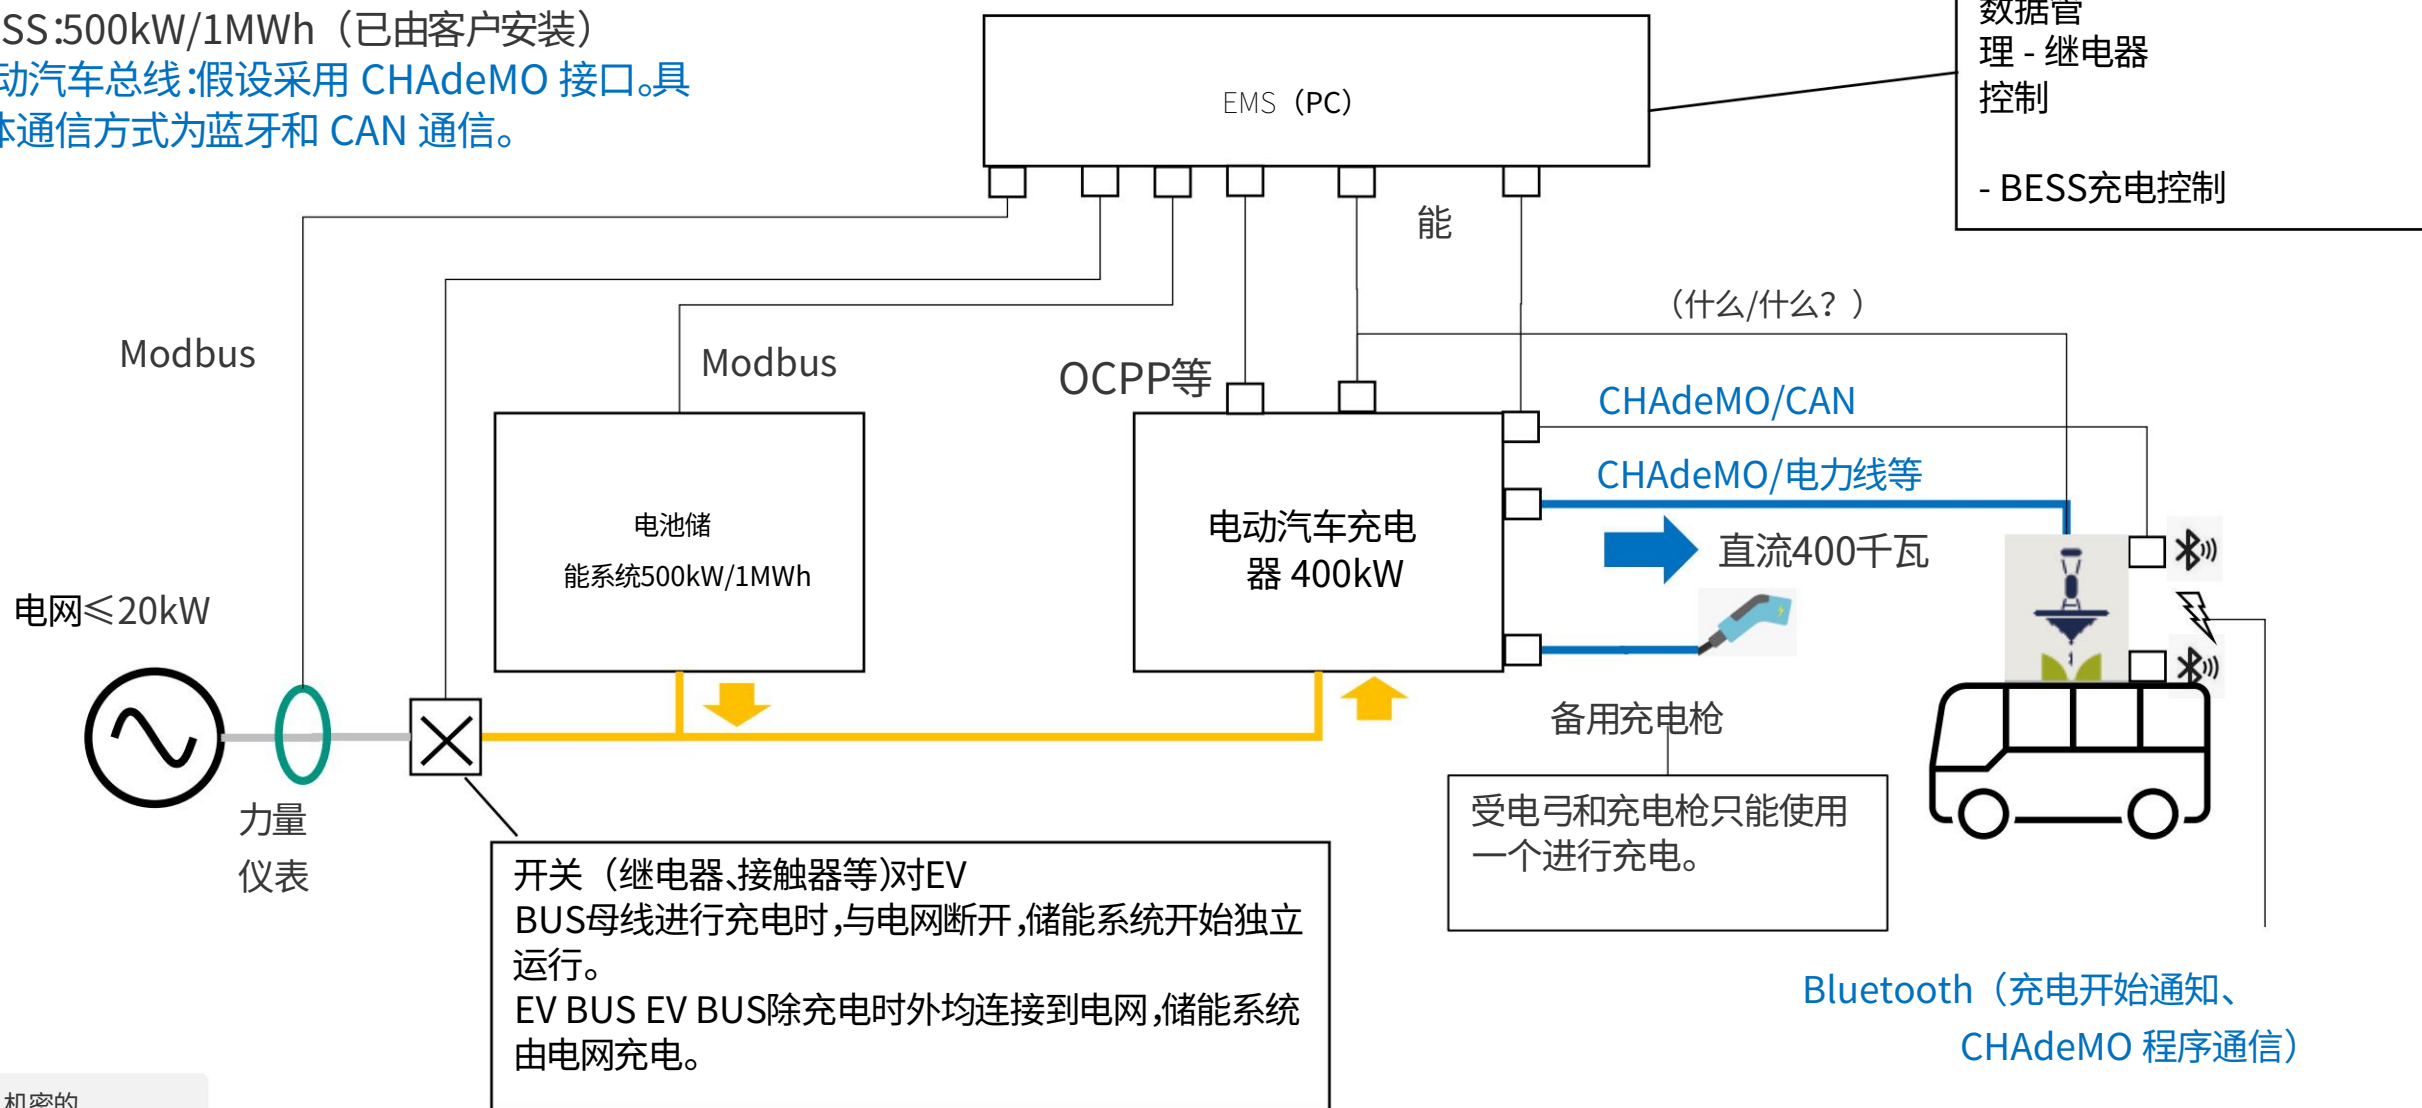 SS:500kW/1MWh（已由客户安装）
动汽车总线:假设采用 CHAdeMO 接口。具
体通信方式为蓝牙和 CAN 通信。
EMS（PC）
数据管
理 - 继电器
控制
- BESS充电控制
能
（什么/什么？）
Modbus
Modbus
OCPP等
CHAdeMO/CAN
CHAdeMO/电力线等
电池储
能系统500kW/1MWh
电动汽车充电
器 400kW
直流400千瓦
电网≤20kW
备用充电枪
力量
仪表
受电弓和充电枪只能使用
一个进行充电。
开关（继电器、接触器等)对EV
BUS母线进行充电时,与电网断开,储能系统开始独立
运行。
EV BUS EV BUS除充电时外均连接到电网,储能系统
由电网充电。
Bluetooth（充电开始通知、
CHAdeMO 程序通信）
机密的